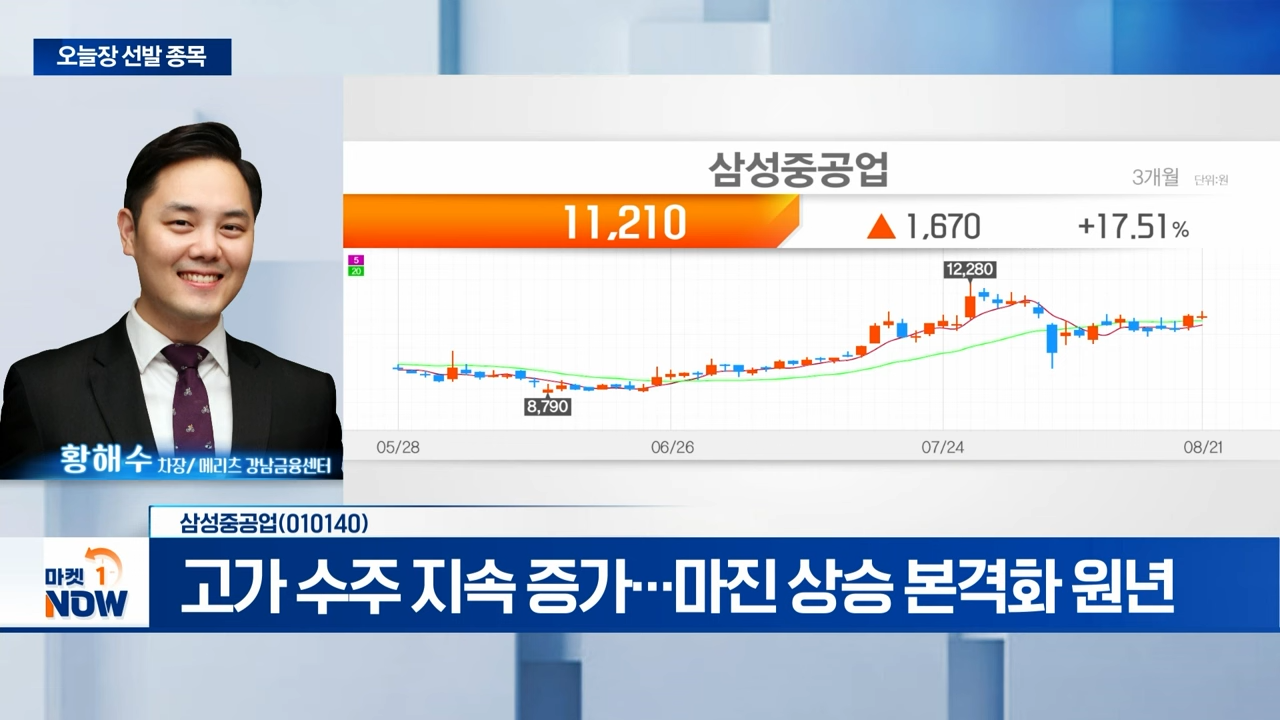 오늘장 선발 종목
삼성중공업
3개월 단위:원
11,210 ▲ 1,670 +17.51%
5
20
12,280
8,790
05/28 06/26 07/24 08/21
황해수 차장/ 메리츠 강남금융센터
삼성중공업(010140)
마켓 1
NOW
고가 수주 지속 증가…마진 상승 본격화 원년